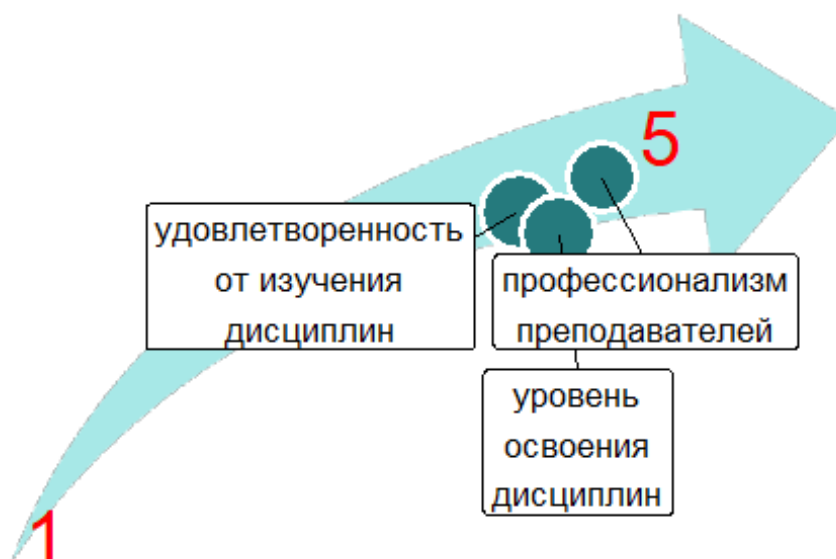 5
удовлетворенность
от изучения
дисциплин
профессионализм
преподавателей
уровень
освоения
дисциплин
1